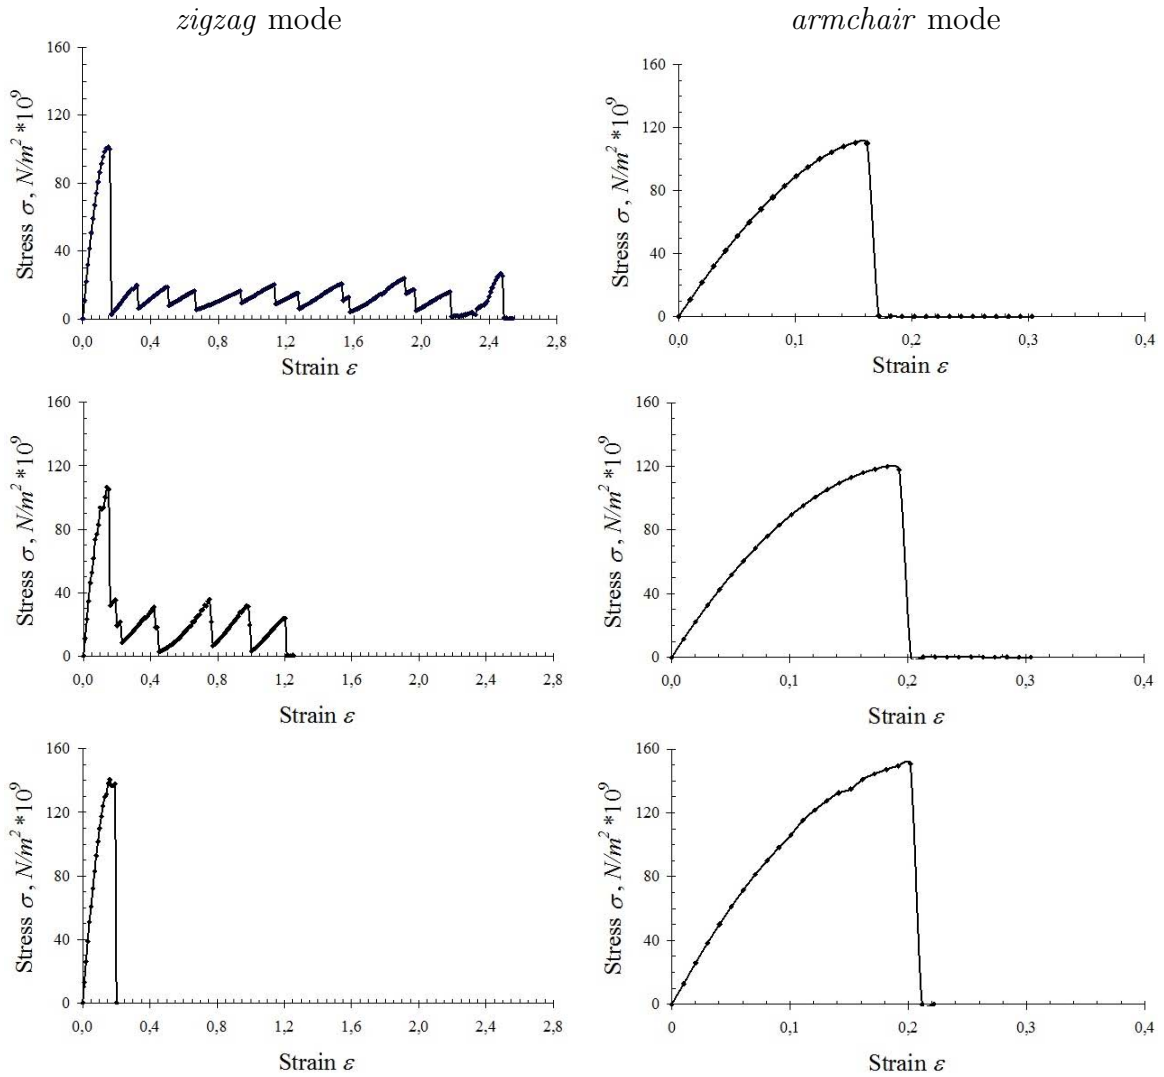 zigzag mode
armchair mode
Stress σ, N/m² *10⁹
160
120
80
40
0
0,0 0,4 0,8 1,2 1,6 2,0 2,4 2,8
Strain ε
Stress σ, N/m² *10⁹
160
120
80
40
0
0,0 0,1 0,2 0,3 0,4
Strain ε
Stress σ, N/m² *10⁹
160
120
80
40
0
0,0 0,4 0,8 1,2 1,6 2,0 2,4 2,8
Strain ε
Stress σ, N/m² *10⁹
160
120
80
40
0
0,0 0,1 0,2 0,3 0,4
Strain ε
Stress σ, N/m² *10⁹
160
120
80
40
0
0,0 0,4 0,8 1,2 1,6 2,0 2,4 2,8
Strain ε
Stress σ, N/m² *10⁹
160
120
80
40
0
0 0,1 0,2 0,3 0,4
Strain ε